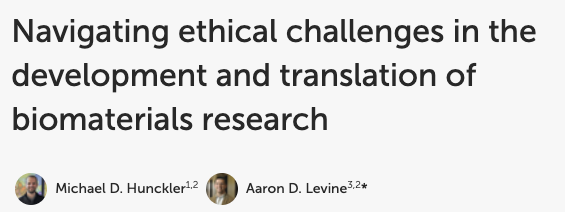 Navigating ethical challenges in the
development and translation of
biomaterials research
Michael D. Hunckler1,2 Aaron D. Levine3,2*